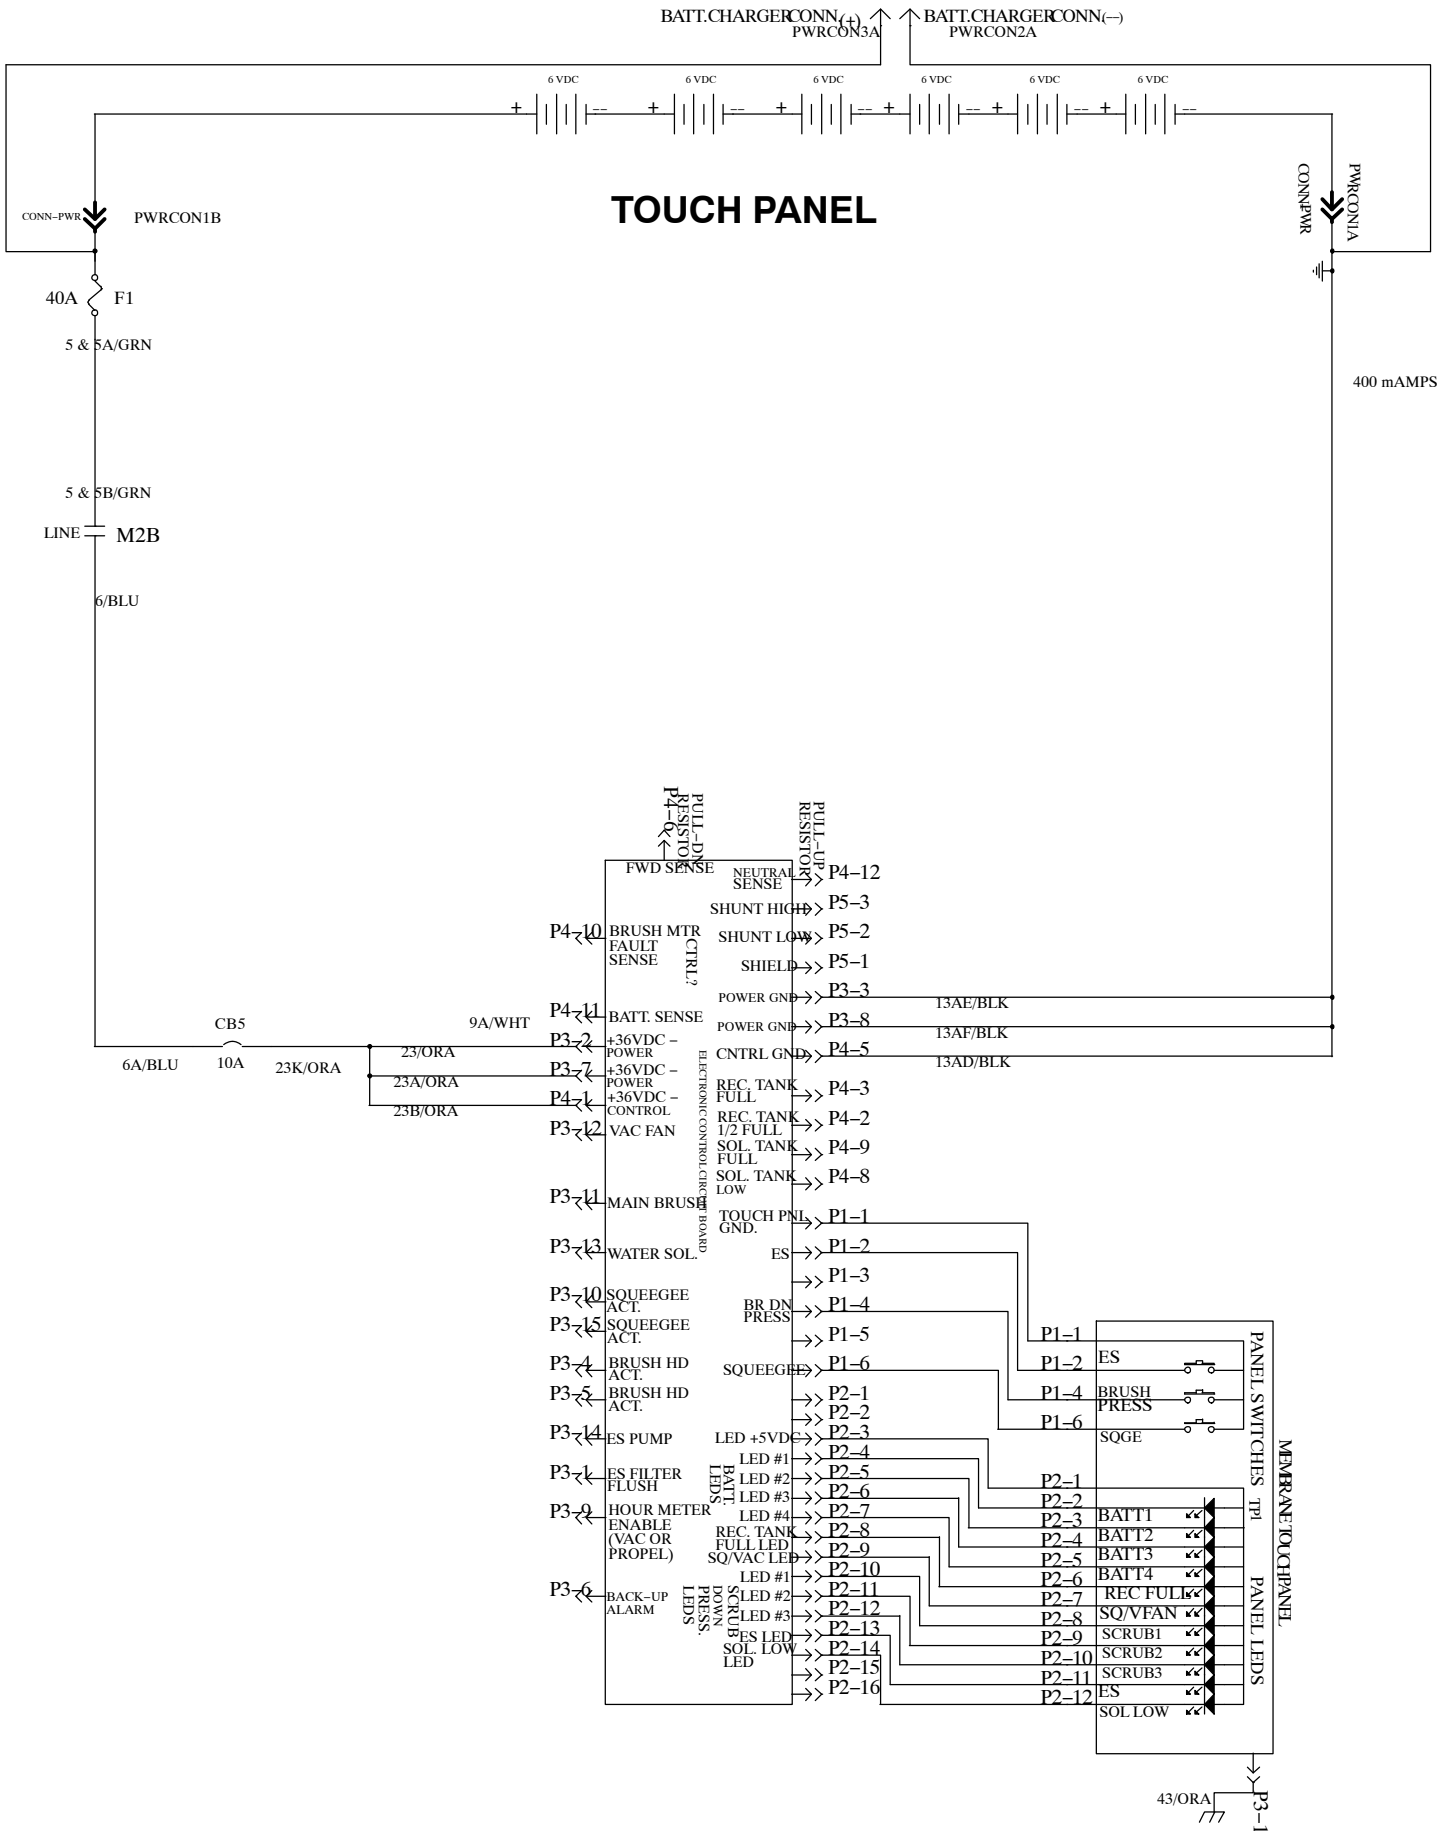 BATT.CHARGER CONN.(+)
PWRCON3A
BATT.CHARGER CONN.(--)
PWRCON2A
6 VDC
6 VDC
6 VDC
6 VDC
6 VDC
6 VDC
+ -- + -- + -- + -- + -- + --
TOUCH PANEL
CONN-PWR
PWRCON1B
PWRCON1A
CONN-PWR
40A
F1
5 & 5A/GRN
400 mAMPS
5 & 5B/GRN
LINE
M2B
6/BLU
6A/BLU
CB5
10A
23K/ORA
9A/WHT
23/ORA
23A/ORA
23B/ORA
P4-6
PULL-DN
RESISTOR
PULL-UP
RESISTOR
FWD SENSE
CTRL?
ELECTRONIC CONTROL CIRCUIT BOARD
P4-10
BRUSH MTR
FAULT
SENSE
P4-11
BATT. SENSE
P3-2
+36VDC -
POWER
P3-7
+36VDC -
POWER
P4-1
+36VDC -
CONTROL
P3-12
VAC FAN
P3-11
MAIN BRUSH
P3-13
WATER SOL.
P3-10
SQUEEGEE
ACT.
P3-15
SQUEEGEE
ACT.
P3-4
BRUSH HD
ACT.
P3-5
BRUSH HD
ACT.
P3-14
ES PUMP
P3-1
ES FILTER
FLUSH
P3-9
HOUR METER
ENABLE
(VAC OR
PROPEL)
P3-6
BACK-UP
ALARM
NEUTRAL
SENSE
P4-12
SHUNT HIGH
P5-3
SHUNT LOW
P5-2
SHIELD
P5-1
POWER GND
P3-3
13AE/BLK
POWER GND
P3-8
13AF/BLK
CNTRL GND
P4-5
13AD/BLK
REC. TANK
FULL
P4-3
REC. TANK
1/2 FULL
P4-2
SOL. TANK
FULL
P4-9
SOL. TANK
LOW
P4-8
TOUCH PNL
GND.
P1-1
ES
P1-2
P1-3
BR DN
PRESS
P1-4
P1-5
SQUEEGEE
P1-6
P2-1
P2-2
LED +5VDC
P2-3
BATT.
LEDS
LED #1
P2-4
LED #2
P2-5
LED #3
P2-6
LED #4
P2-7
REC. TANK
FULL LED
P2-8
SQ/VAC LED
P2-9
SCRUB
DOWN
PRESS.
LEDS
LED #1
P2-10
LED #2
P2-11
LED #3
P2-12
ES LED
P2-13
SOL. LOW
LED
P2-14
P2-15
P2-16
P1-1
P1-2
ES
P1-4
BRUSH
PRESS
P1-6
SQGE
PANEL SWITCHES
TP1
PANEL LEDS
MEMBRANE TOUCH PANEL
P2-1
P2-2
BATT1
P2-3
BATT2
P2-4
BATT3
P2-5
BATT4
P2-6
REC FULL
P2-7
SQ/VFAN
P2-8
SCRUB1
P2-9
SCRUB2
P2-10
SCRUB3
P2-11
ES
P2-12
SOL LOW
43/ORA
P3-1